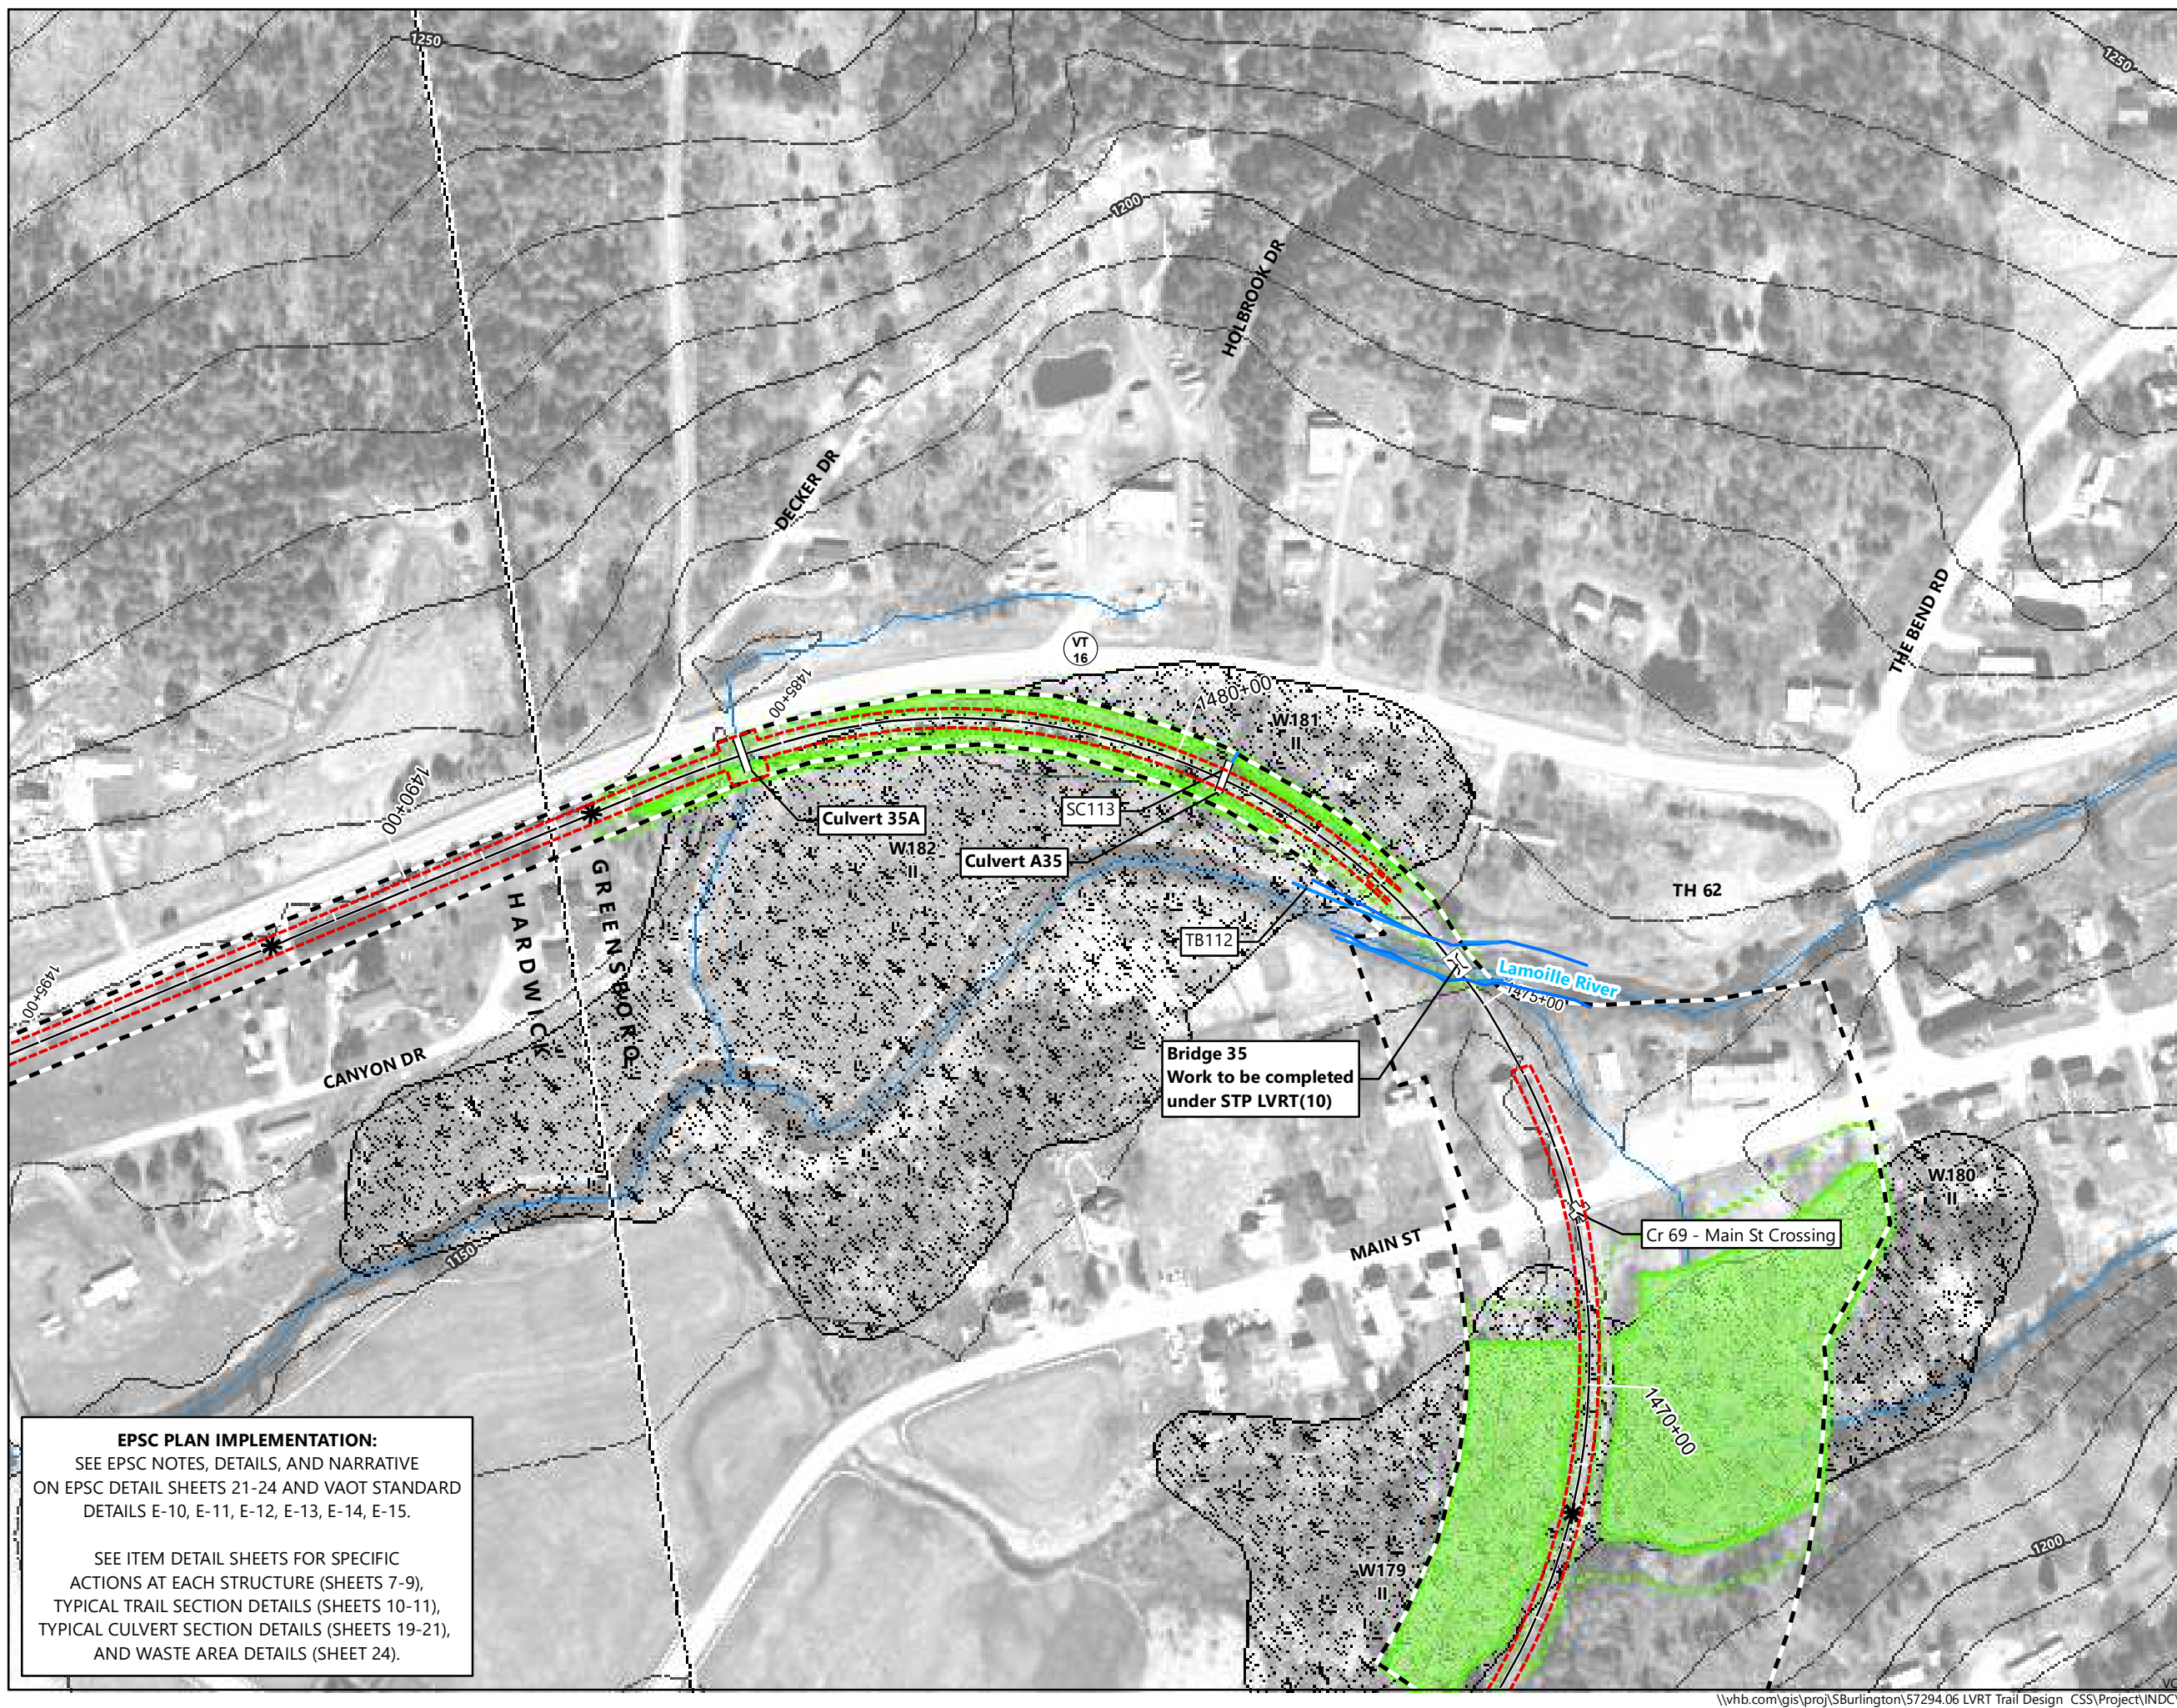 1250
1250
1200
HOLBROOK DR
DECKER DR
THE BEND RD
VT
16
1485+00
1480+00
W181
II
1490+00
SC113
Culvert 35A
W182
II
Culvert A35
GREENSBORO
HARDWICK
TH 62
TB112
Lamoille River
1475+00
1495+00
CANYON DR
Bridge 35
Work to be completed
under STP LVRT(10)
W180
II
MAIN ST
Cr 69 - Main St Crossing
1150
1470+00
EPSC PLAN IMPLEMENTATION:
SEE EPSC NOTES, DETAILS, AND NARRATIVE
ON EPSC DETAIL SHEETS 21-24 AND VAOT STANDARD
DETAILS E-10, E-11, E-12, E-13, E-14, E-15.
SEE ITEM DETAIL SHEETS FOR SPECIFIC
ACTIONS AT EACH STRUCTURE (SHEETS 7-9),
TYPICAL TRAIL SECTION DETAILS (SHEETS 10-11),
TYPICAL CULVERT SECTION DETAILS (SHEETS 19-21),
AND WASTE AREA DETAILS (SHEET 24).
W179
II
1200
\\vhb.com\gis\proj\SBurlington\57294.06 LVRT Trail Design CSS\Project\INDC